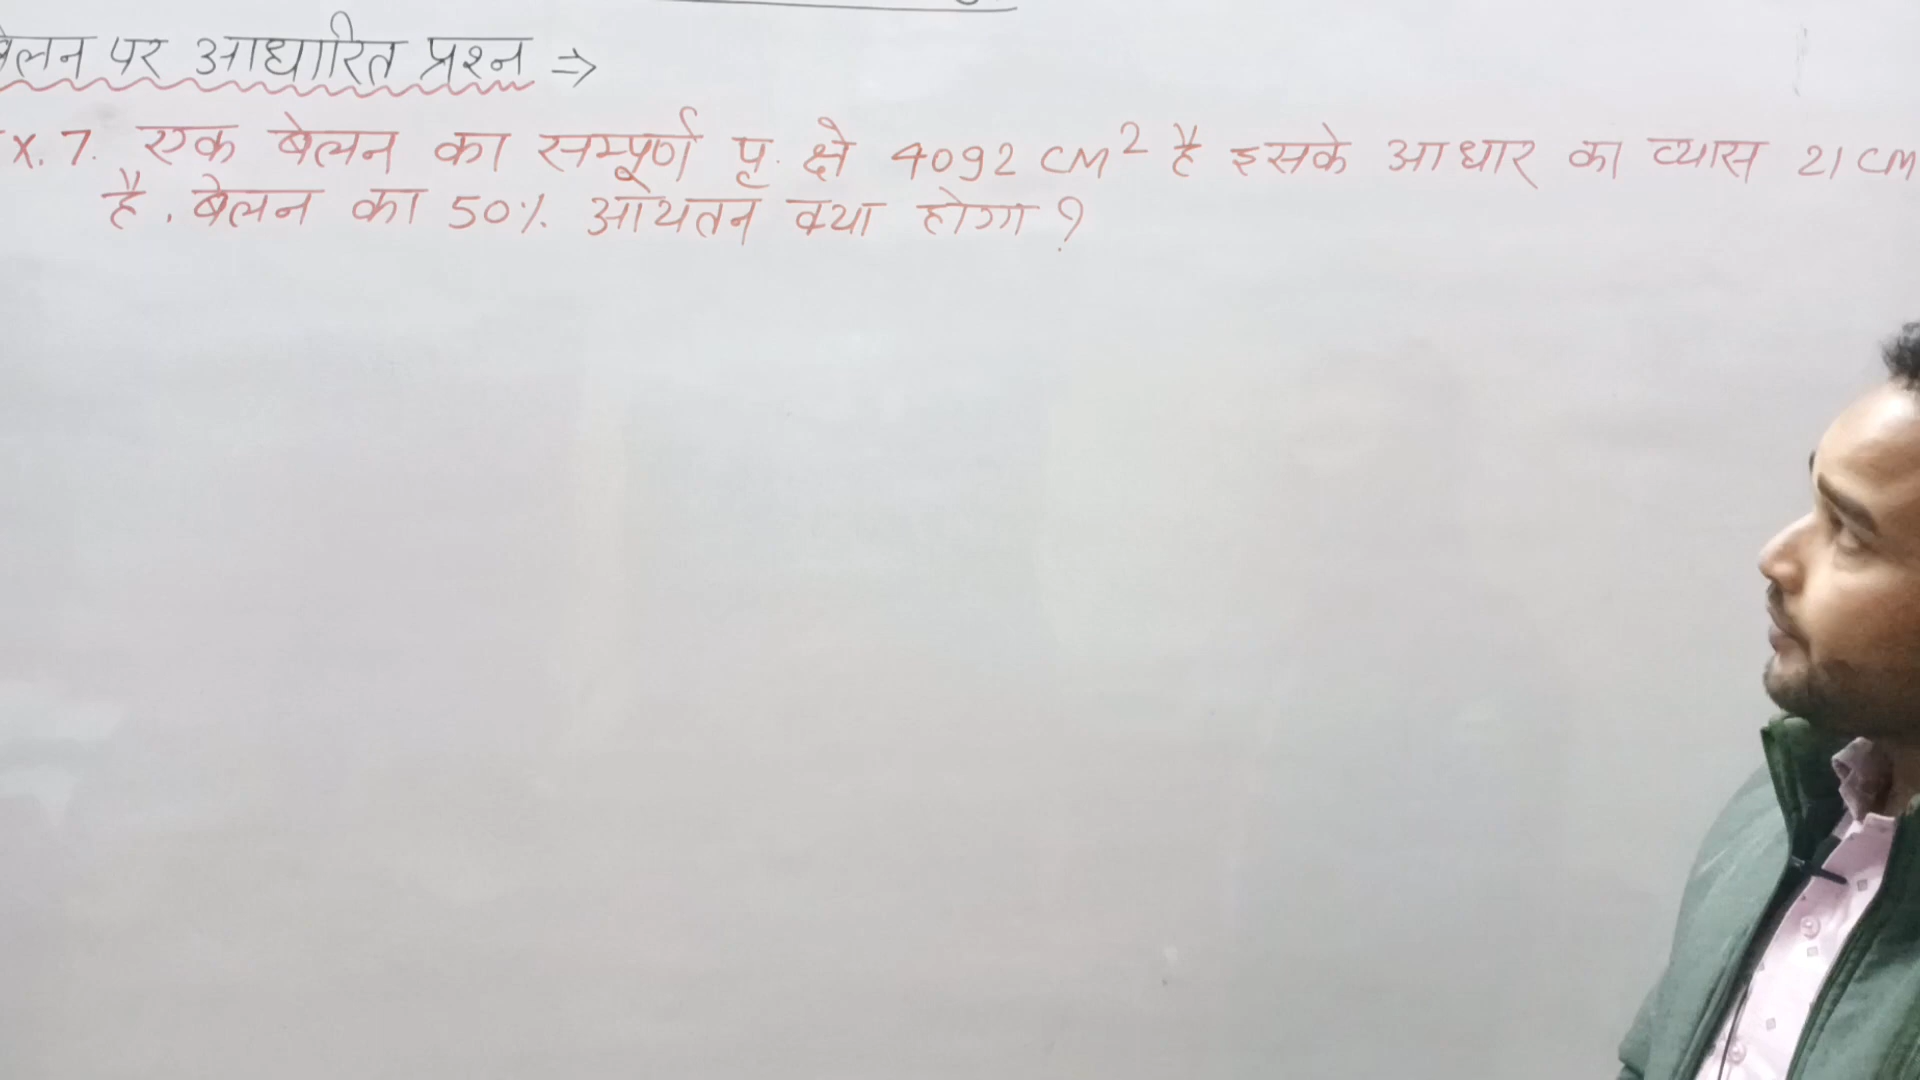 बेलन पर आधारित प्रश्न ⇒
Ex. 7. एक बेलन का सम्पूर्ण पृ. क्षे 4092 CM² है इसके आधार का व्यास 21 CM
है. बेलन का 50% आयतन क्या होगा ?